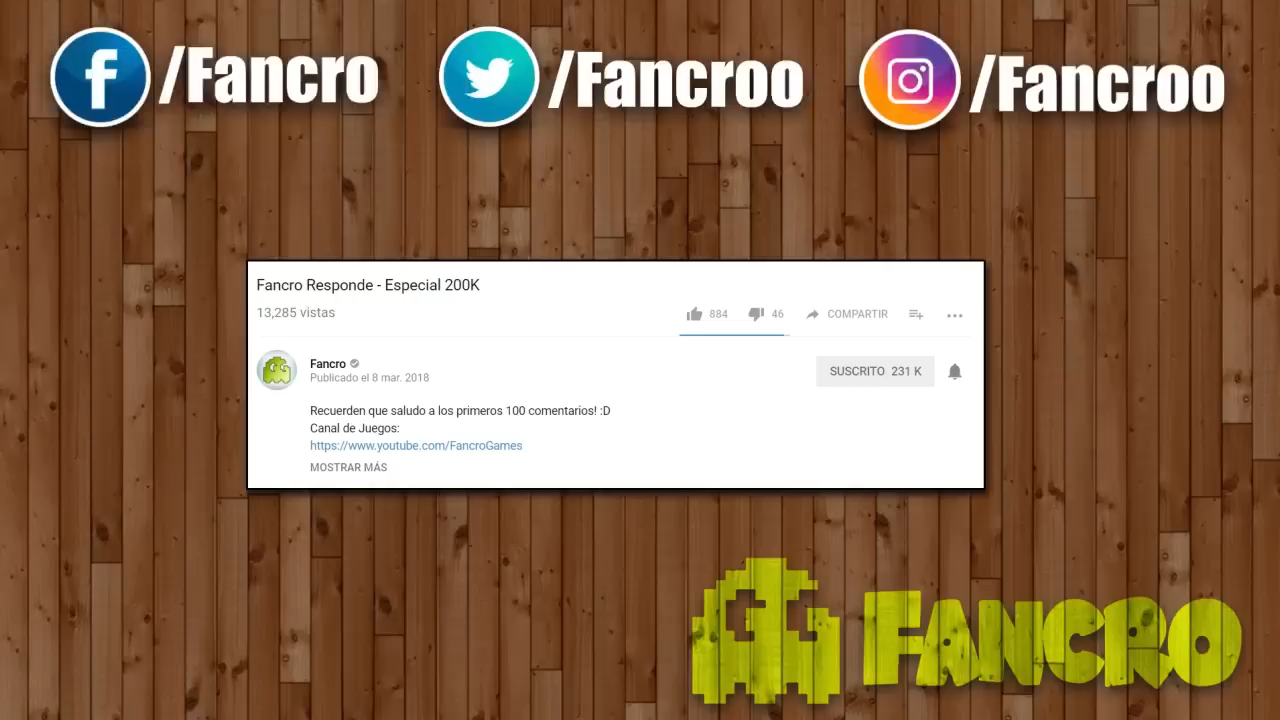 /Fancro
/Fancroo
/Fancroo
Fancro Responde - Especial 200K
13,285 vistas
884
46
COMPARTIR
Fancro
Publicado el 8 mar. 2018
SUSCRITO 231 K
Recuerden que saludo a los primeros 100 comentarios! :D
Canal de Juegos:
https://www.youtube.com/FancroGames
MOSTRAR MÁS
FANCRO